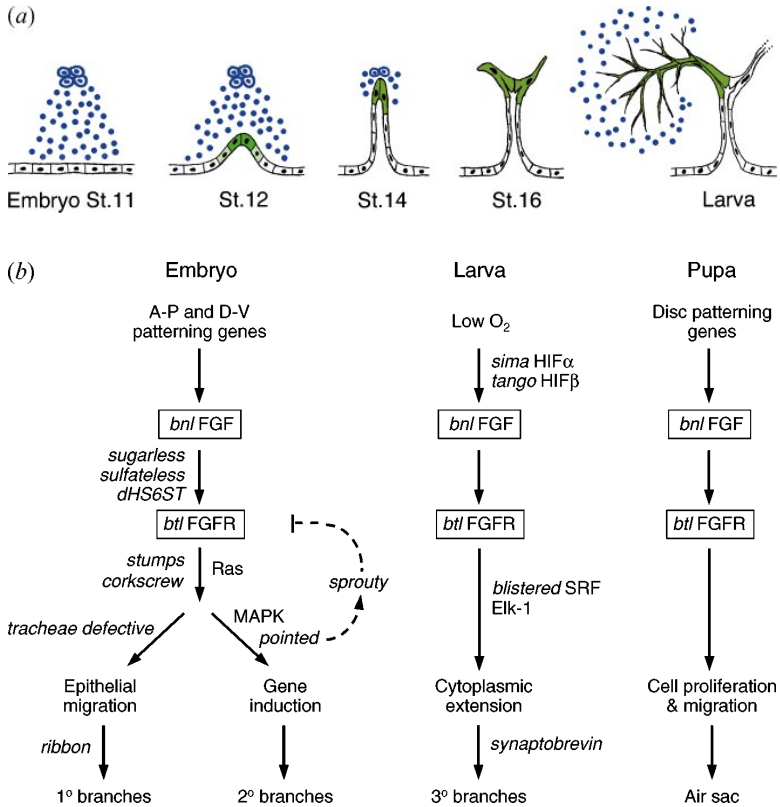 (a)
Embryo St.11
St.12
St.14
St.16
Larva
(b)
Embryo
A-P and D-V
patterning genes
bnl FGF
sugarless
sulfateless
dHS6ST
btl FGFR
stumps
corkscrew
Ras
sprouty
tracheae defective
MAPK
pointed
Epithelial
migration
Gene
induction
ribbon
1° branches
2° branches
Larva
Low O₂
sima HIFα
tango HIFβ
bnl FGF
btl FGFR
blistered SRF
Elk-1
Cytoplasmic
extension
synaptobrevin
3° branches
Pupa
Disc patterning
genes
bnl FGF
btl FGFR
Cell proliferation
& migration
Air sac